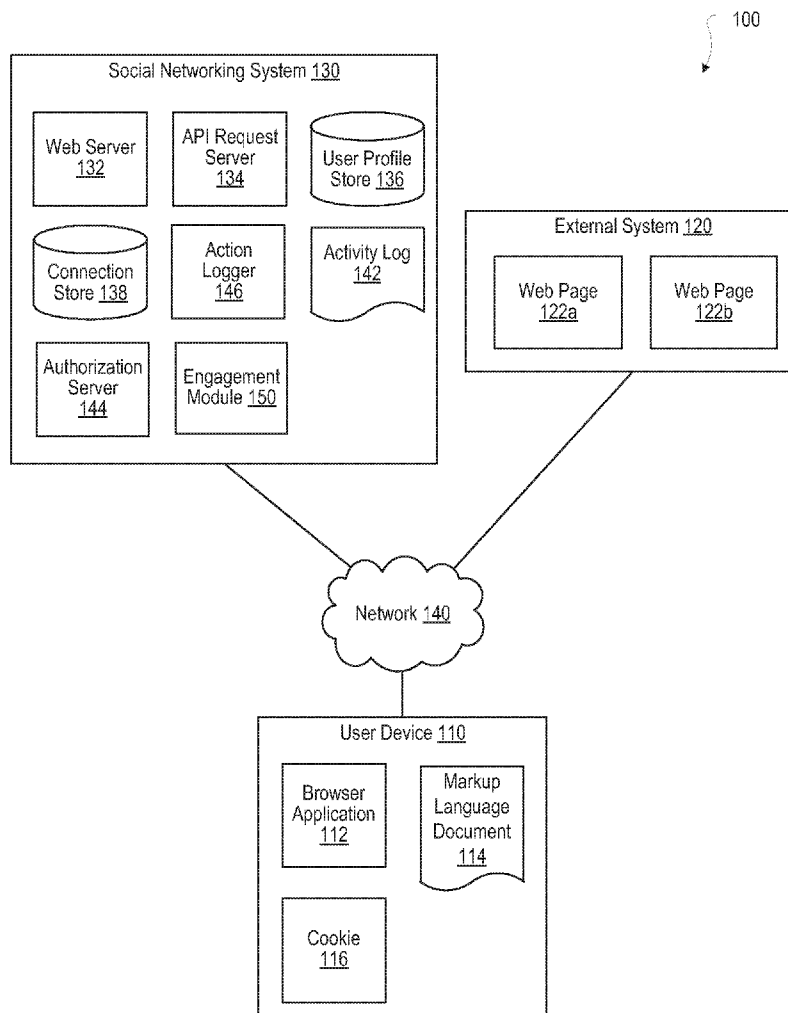 100
Social Networking System 130
Web Server
132
API Request
Server
134
User Profile
Store 136
Connection
Store 138
Action
Logger
146
Activity Log
142
Authorization
Server
144
Engagement
Module 150
External System 120
Web Page
122a
Web Page
122b
Network 140
User Device 110
Browser
Application
112
Markup
Language
Document
114
Cookie
116